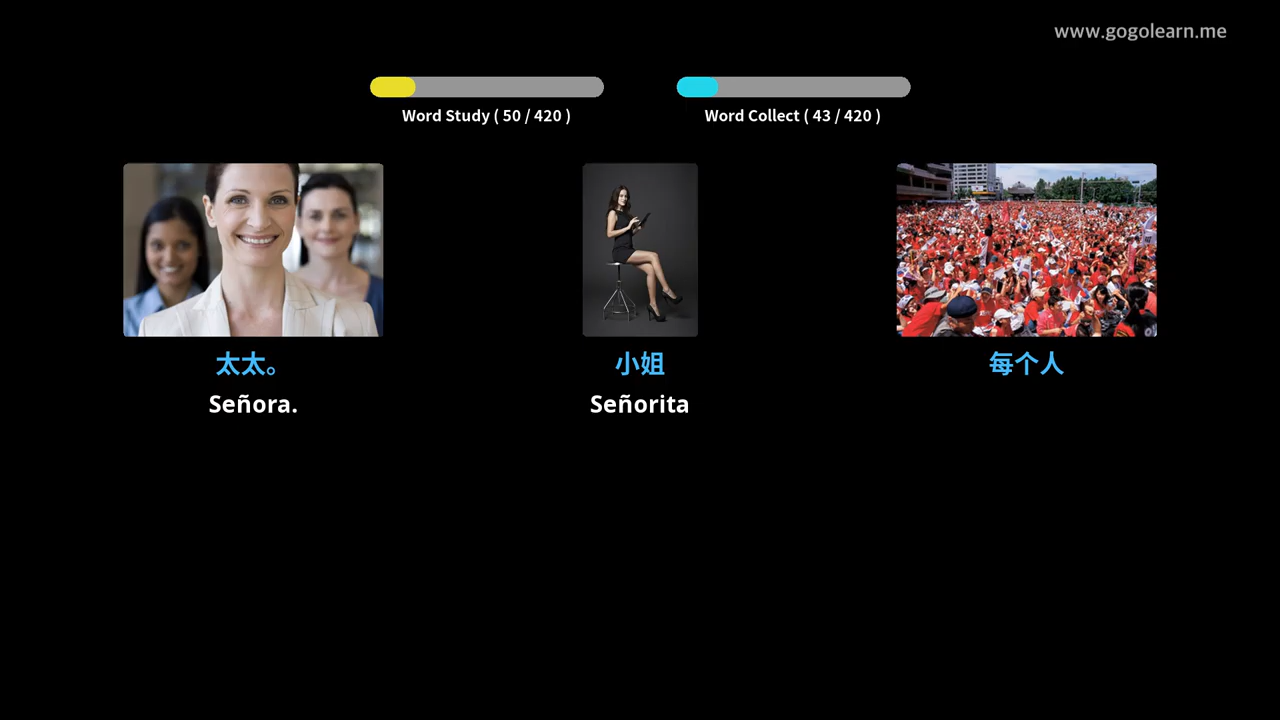 www.gogolearn.me
Word Study ( 50 / 420 )
Word Collect ( 43 / 420 )
太太。
小姐
每个人
Señora.
Señorita